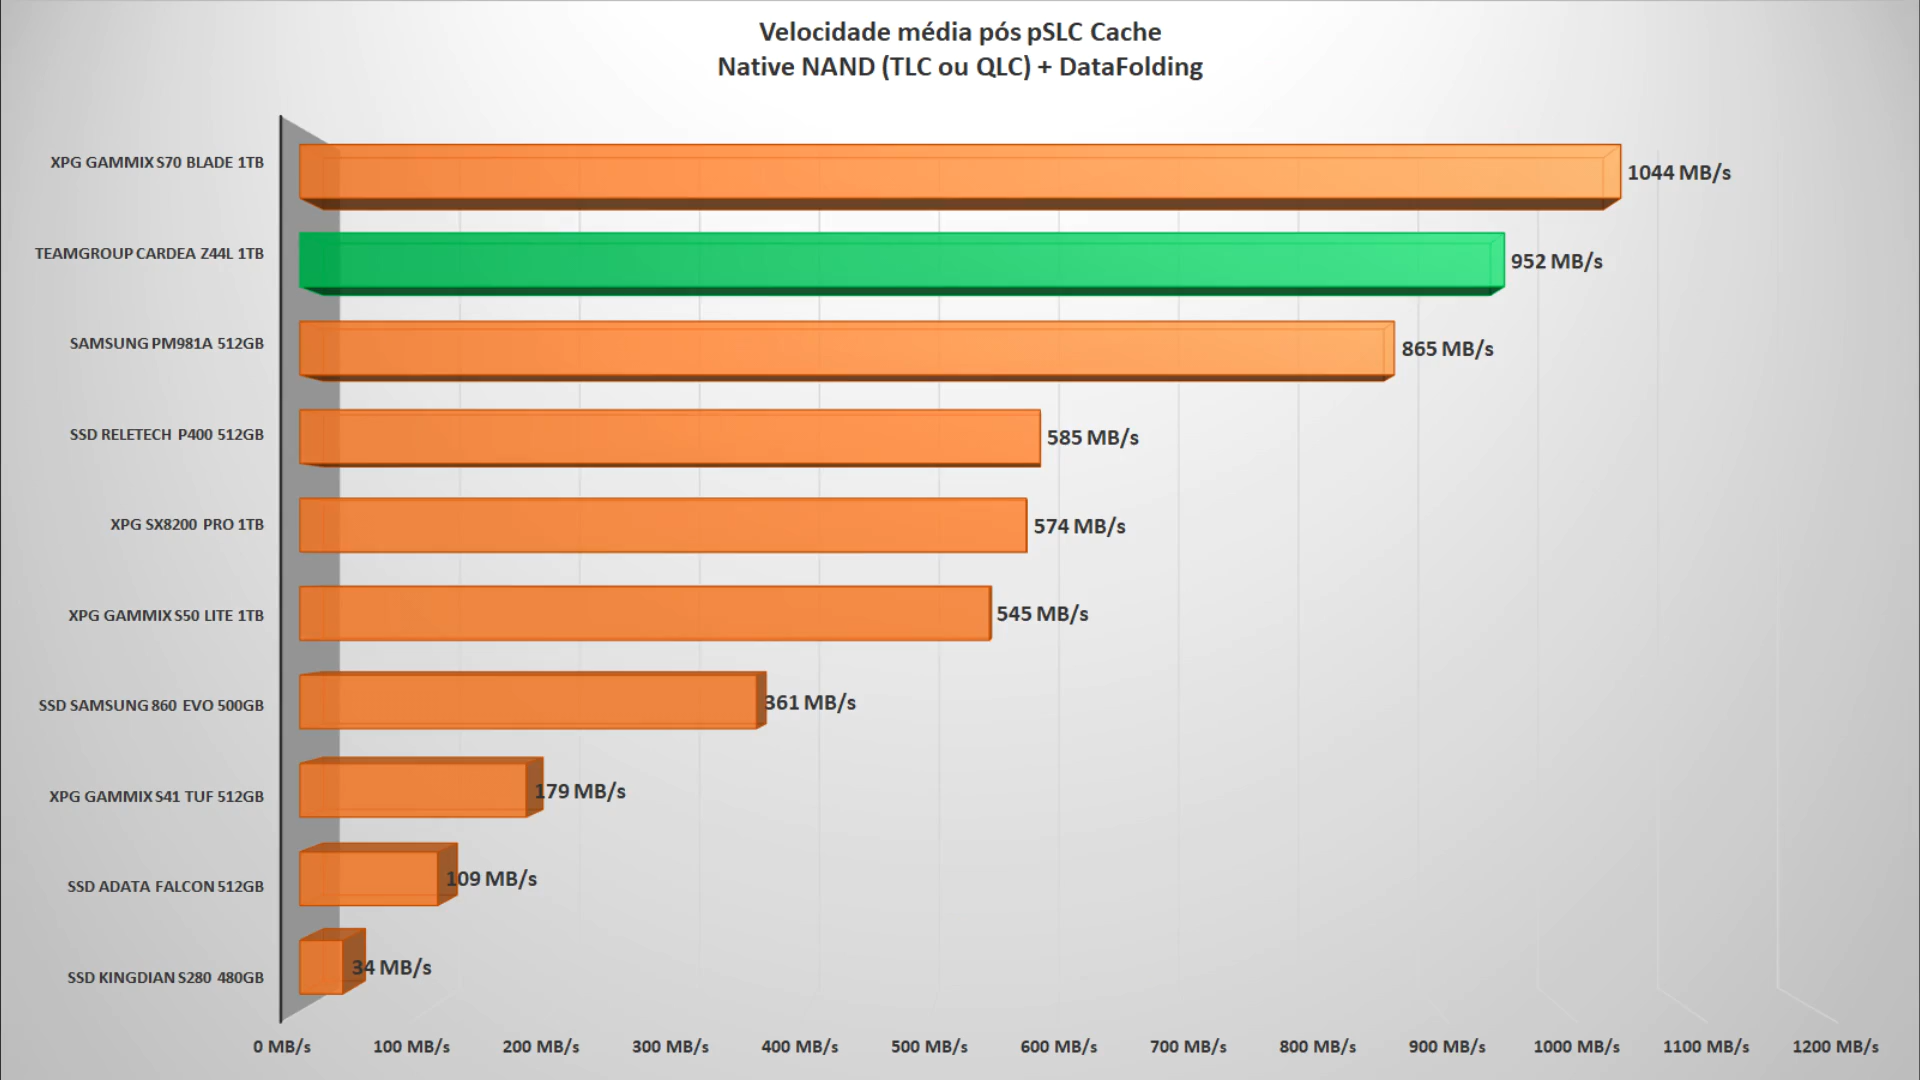 Velocidade média pós pSLC Cache
Native NAND (TLC ou QLC) + DataFolding
XPG GAMMIX S70 BLADE 1TB
1044 MB/s
TEAMGROUP CARDEA Z44L 1TB
952 MB/s
SAMSUNG PM981A 512GB
865 MB/s
SSD RELETECH P400 512GB
585 MB/s
XPG SX8200 PRO 1TB
574 MB/s
XPG GAMMIX S50 LITE 1TB
545 MB/s
SSD SAMSUNG 860 EVO 500GB
361 MB/s
XPG GAMMIX S41 TUF 512GB
179 MB/s
SSD ADATA FALCON 512GB
109 MB/s
SSD KINGDIAN S280 480GB
34 MB/s
0 MB/s 100 MB/s 200 MB/s 300 MB/s 400 MB/s 500 MB/s 600 MB/s 700 MB/s 800 MB/s 900 MB/s 1000 MB/s 1100 MB/s 1200 MB/s